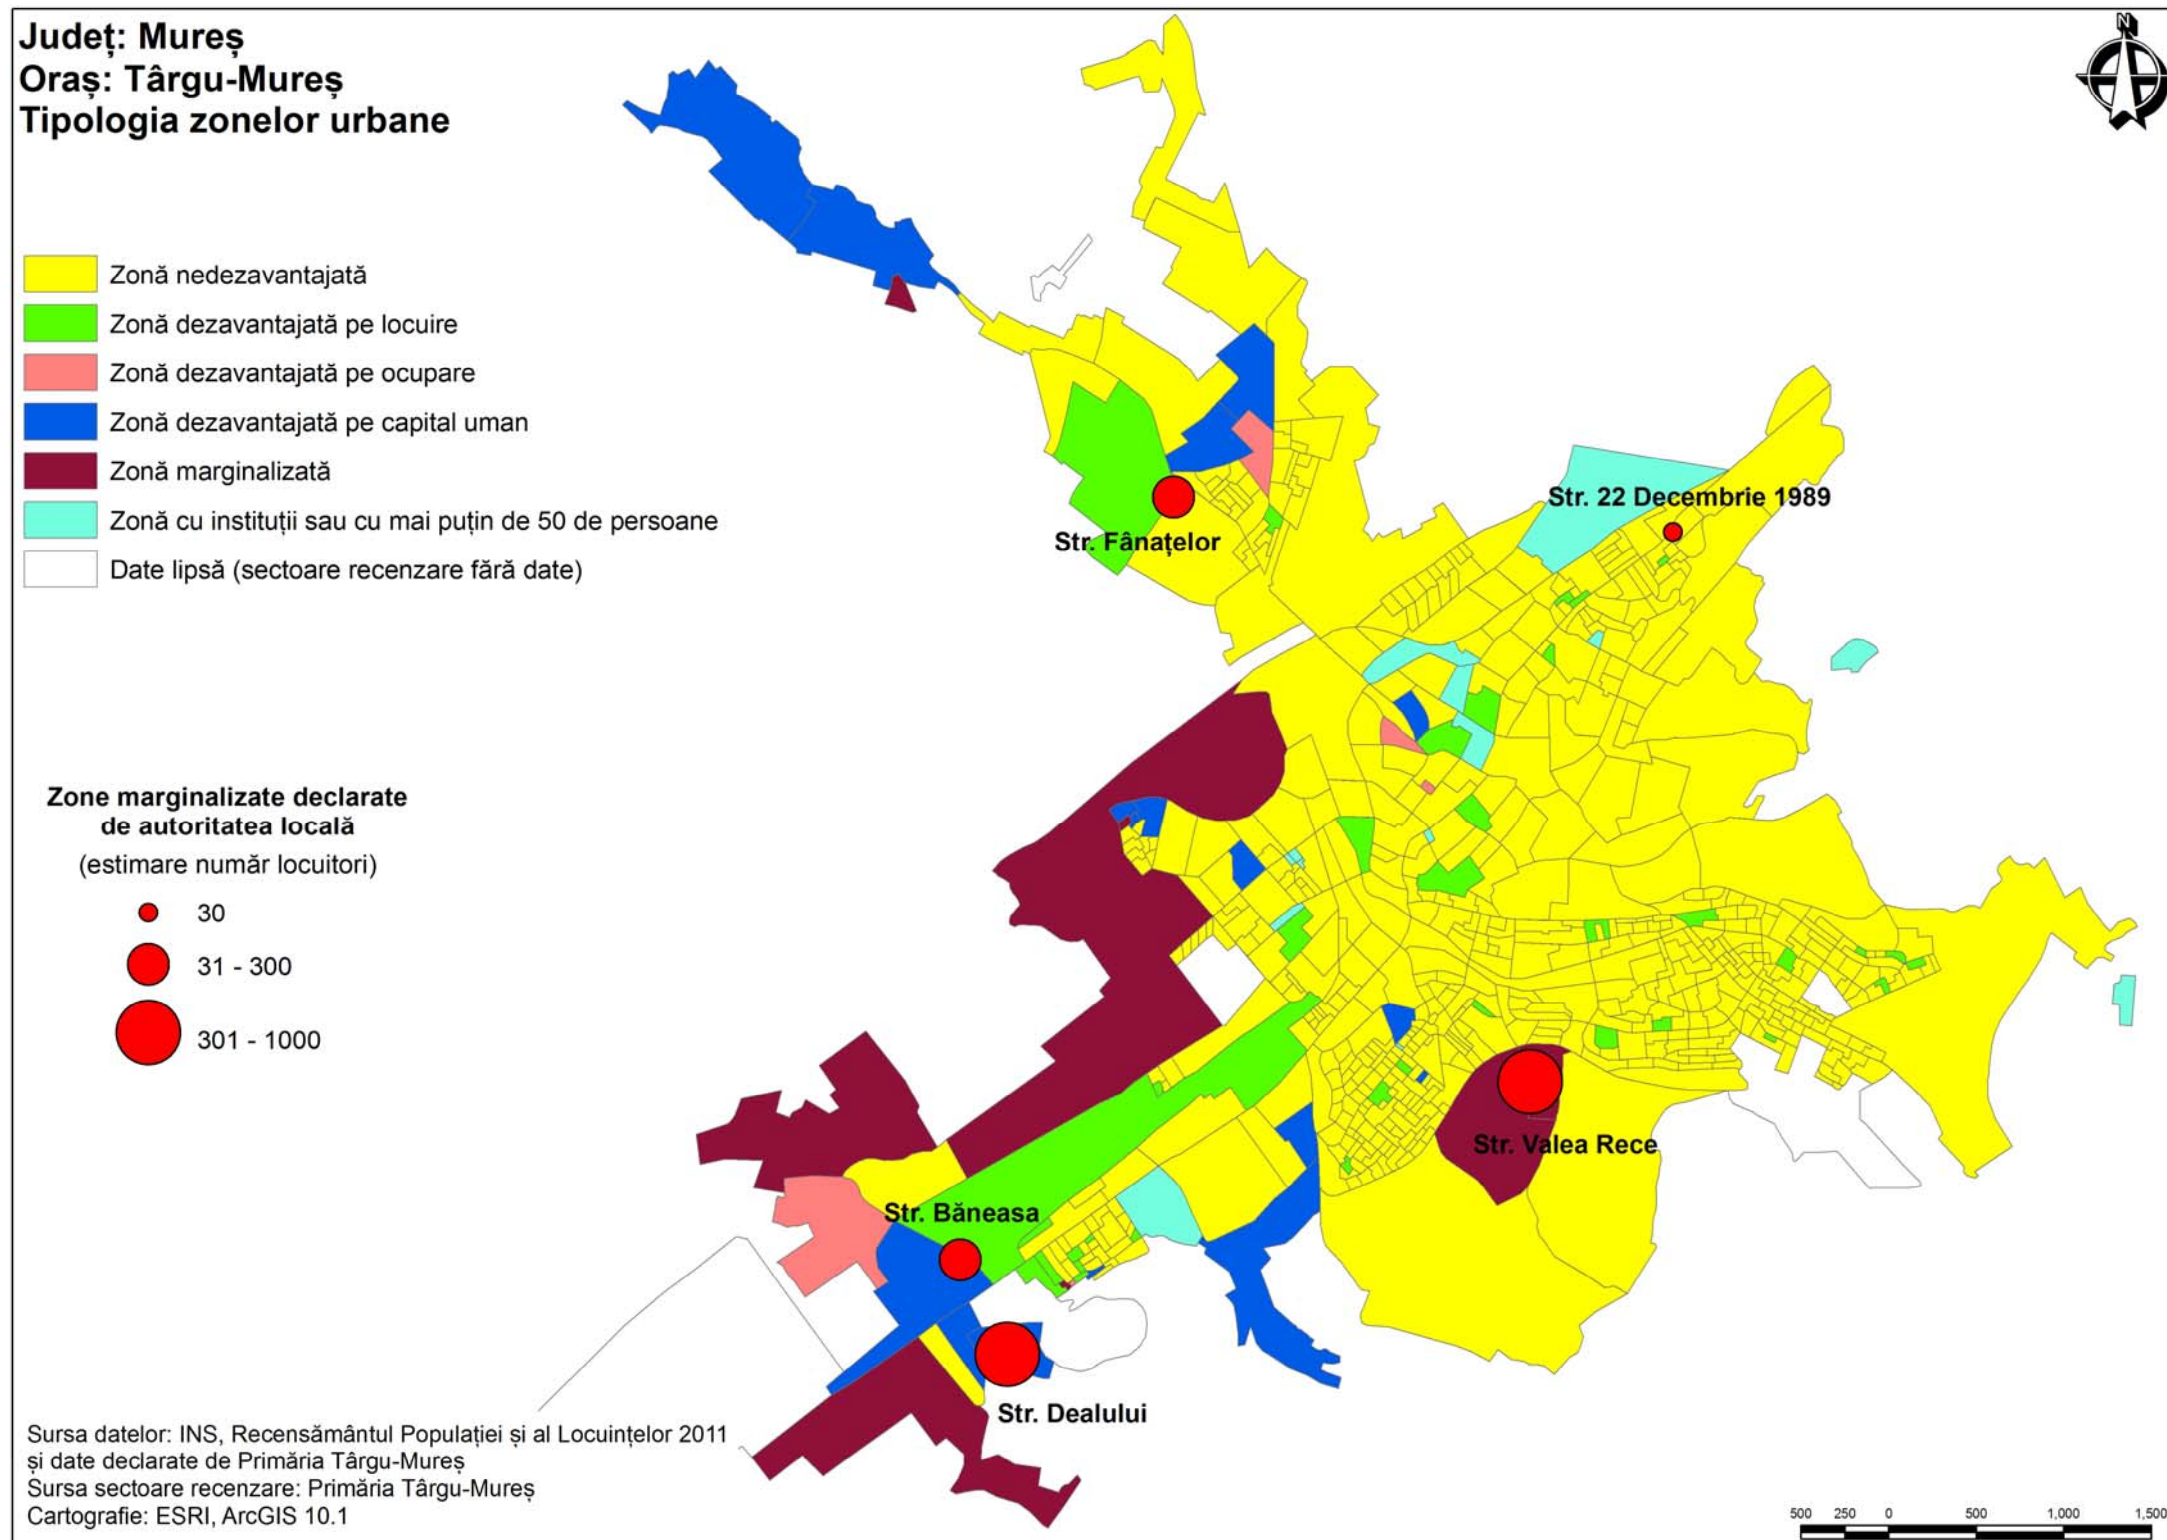 Județ: Mureș
Oraș: Târgu-Mureș
Tipologia zonelor urbane
N
Zonă nedezavantajată
Zonă dezavantajată pe locuire
Zonă dezavantajată pe ocupare
Zonă dezavantajată pe capital uman
Zonă marginalizată
Zonă cu instituții sau cu mai puțin de 50 de persoane
Date lipsă (sectoare recenzare fără date)
Str. 22 Decembrie 1989
Str. Fânațelor
Zone marginalizate declarate
de autoritatea locală
(estimare număr locuitori)
30
31 - 300
301 - 1000
Str. Valea Rece
Str. Băneasa
Str. Dealului
Sursa datelor: INS, Recensământul Populației și al Locuințelor 2011
și date declarate de Primăria Târgu-Mureș
Sursa sectoare recenzare: Primăria Târgu-Mureș
Cartografie: ESRI, ArcGIS 10.1
500 250 0 500 1,000 1,500